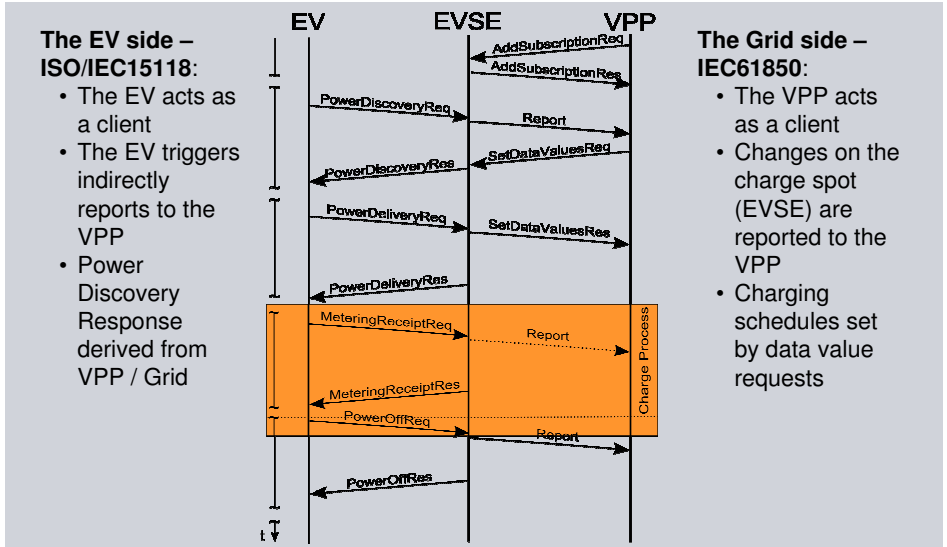 The EV side –
ISO/IEC15118:
• The EV acts as
a client
• The EV triggers
indirectly
reports to the
VPP
• Power
Discovery
Response
derived from
VPP / Grid
EV EVSE VPP
AddSubscriptionReq
AddSubscriptionRes
PowerDiscoveryReq
Report
SetDataValuesReq
PowerDiscoveryRes
PowerDeliveryReq
SetDataValuesRes
PowerDeliveryRes
MeteringReceiptReq
Report
MeteringReceiptRes
PowerOffReq
Report
PowerOffRes
Charge Process
t
The Grid side –
IEC61850:
• The VPP acts
as a client
• Changes on the
charge spot
(EVSE) are
reported to the
VPP
• Charging
schedules set
by data value
requests